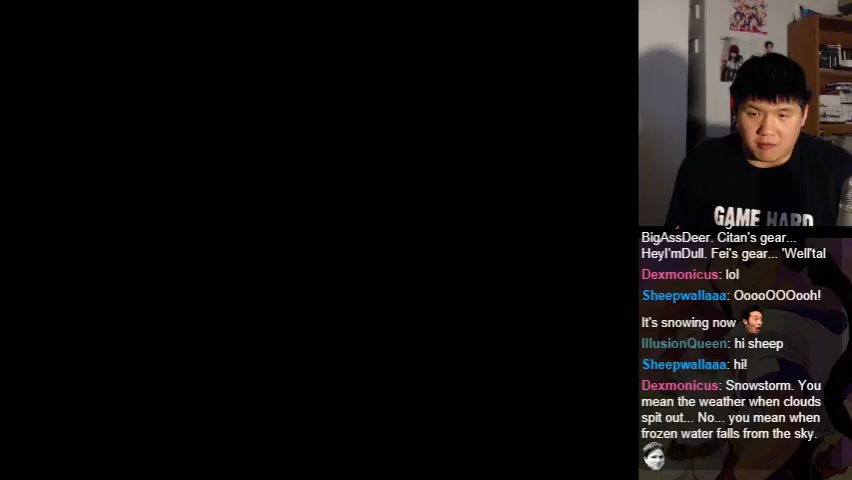 GAME HARD
BigAssDeer. Citan's gear...
HeyI'mDull. Fei's gear... 'Well'tal
Dexmonicus: lol
Sheepwallaaa: OoooOOOooh!
It's snowing now
IllusionQueen: hi sheep
Sheepwallaaa: hi!
Dexmonicus: Snowstorm. You
mean the weather when clouds
spit out... No... you mean when
frozen water falls from the sky.